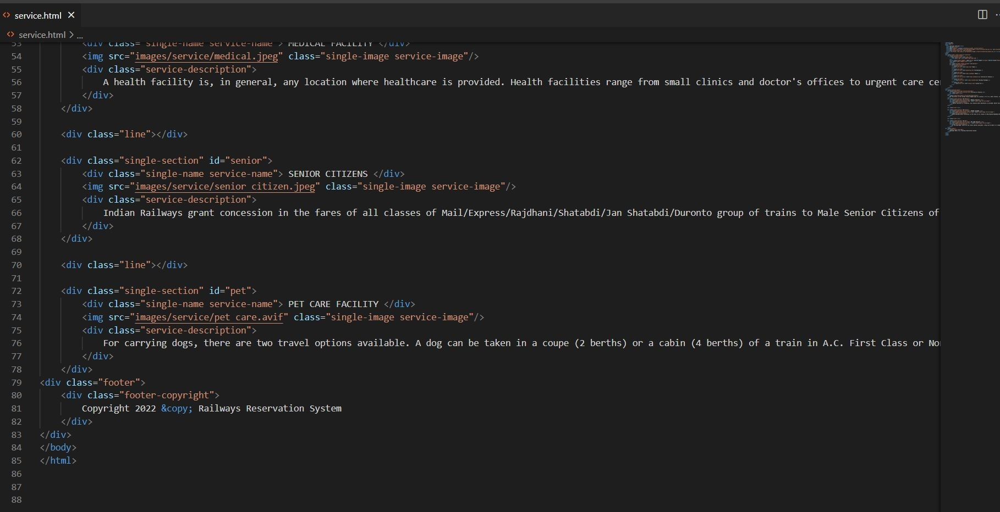 service.html
service.html > ...
53 <div class="single-name service-name"> MEDICAL FACILITY </div>
54 <img src="images/service/medical.jpeg" class="single-image service-image"/>
55 <div class="service-description">
56 A health facility is, in general, any location where healthcare is provided. Health facilities range from small clinics and doctor's offices to urgent care
57 </div>
58 </div>
59
60 <div class="line"></div>
61
62 <div class="single-section" id="senior">
63 <div class="single-name service-name"> SENIOR CITIZENS </div>
64 <img src="images/service/senior citizen.jpeg" class="single-image service-image"/>
65 <div class="service-description">
66 Indian Railways grant concession in the fares of all classes of Mail/Express/Rajdhani/Shatabdi/Jan Shatabdi/Duronto group of trains to Male Senior Citizens of
67 </div>
68 </div>
69
70 <div class="line"></div>
71
72 <div class="single-section" id="pet">
73 <div class="single-name service-name"> PET CARE FACILITY </div>
74 <img src="images/service/pet care.avif" class="single-image service-image"/>
75 <div class="service-description">
76 For carrying dogs, there are two travel options available. A dog can be taken in a coupe (2 berths) or a cabin (4 berths) of a train in A.C. First Class or
77 </div>
78 </div>
79 <div class="footer">
80 <div class="footer-copyright">
81 Copyright 2022 &copy; Railways Reservation System
82 </div>
83 </div>
84 </body>
85 </html>
86
87
88